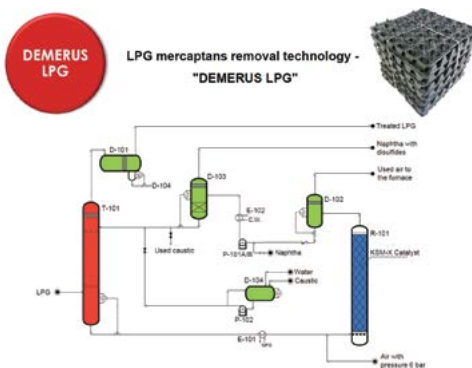 DEMERUS
LPG
LPG mercaptans removal technology -
"DEMERUS LPG"
D-101
Treated LPG
Naphtha with
disulfides
D-104
D-103
Used air to
the furnace
D-102
T-101
E-102
C.W.
R-101
KSM-X Catalyst
Used caustic
P-101A/B
Naphtha
D-104
Water
Caustic
LPG
P-102
E-101
Air with
pressure 6 bar